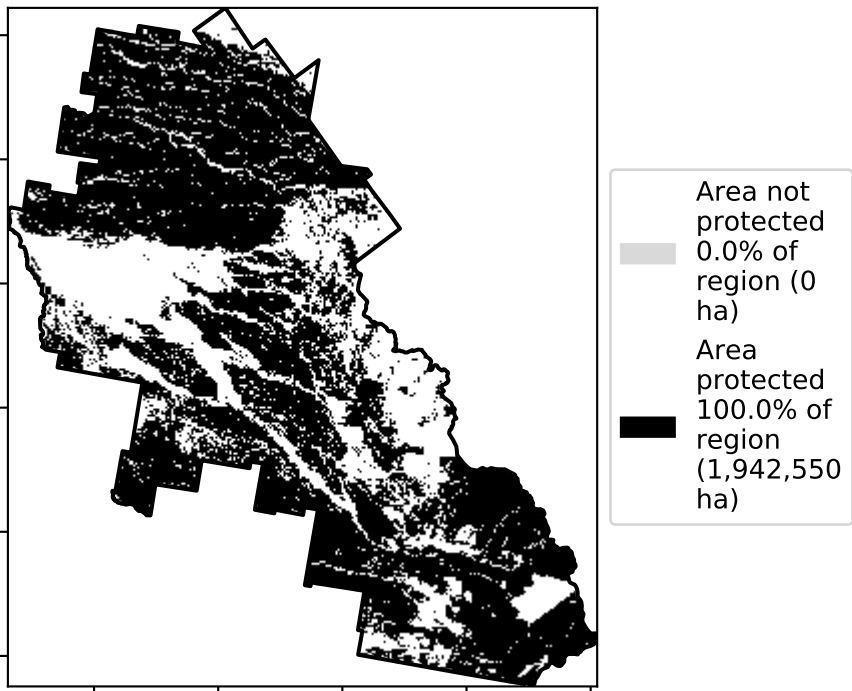 Area not
protected
0.0% of
region (0
ha)
Area
protected
100.0% of
region
(1,942,550
ha)